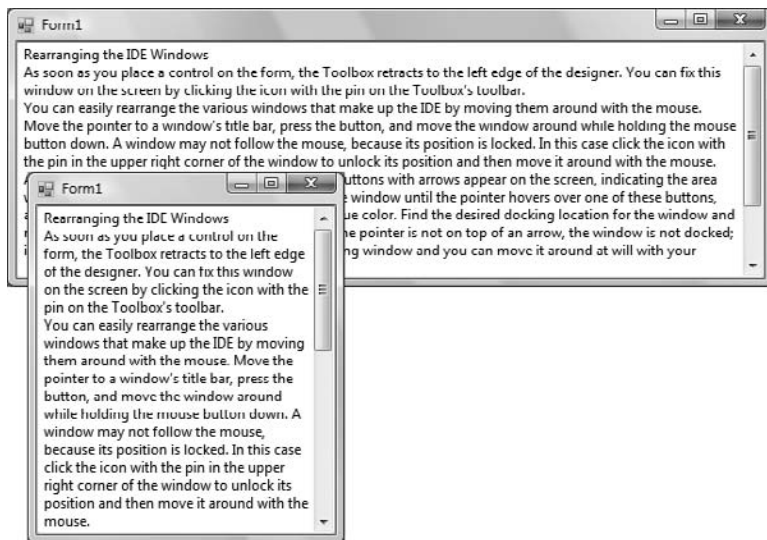 Form1
Rearranging the IDE Windows
As soon as you place a control on the form, the Toolbox retracts to the left edge of the designer. You can fix this
window on the screen by clicking the icon with the pin on the Toolbox's toolbar.
You can easily rearrange the various windows that make up the IDE by moving them around with the mouse.
Move the pointer to a window's title bar, press the button, and move the window around while holding the mouse
button down. A window may not follow the mouse, because its position is locked. In this case click the icon with
the pin in the upper right corner of the window to unlock its position and then move it around with the mouse.
with arrows appear on the screen, indicating the area
window until the pointer hovers over one of these buttons,
color. Find the desired docking location for the window and
pointer is not on top of an arrow, the window is not docked;
window and you can move it around at will with your
Form1
Rearranging the IDE Windows
As soon as you place a control on the
form, the Toolbox retracts to the left edge
of the designer. You can fix this window
on the screen by clicking the icon with the
pin on the Toolbox's toolbar.
You can easily rearrange the various
windows that make up the IDE by moving
them around with the mouse. Move the
pointer to a window's title bar, press the
button, and move the window around
while holding the mouse button down. A
window may not follow the mouse,
because its position is locked. In this case
click the icon with the pin in the upper
right corner of the window to unlock its
position and then move it around with the
mouse.